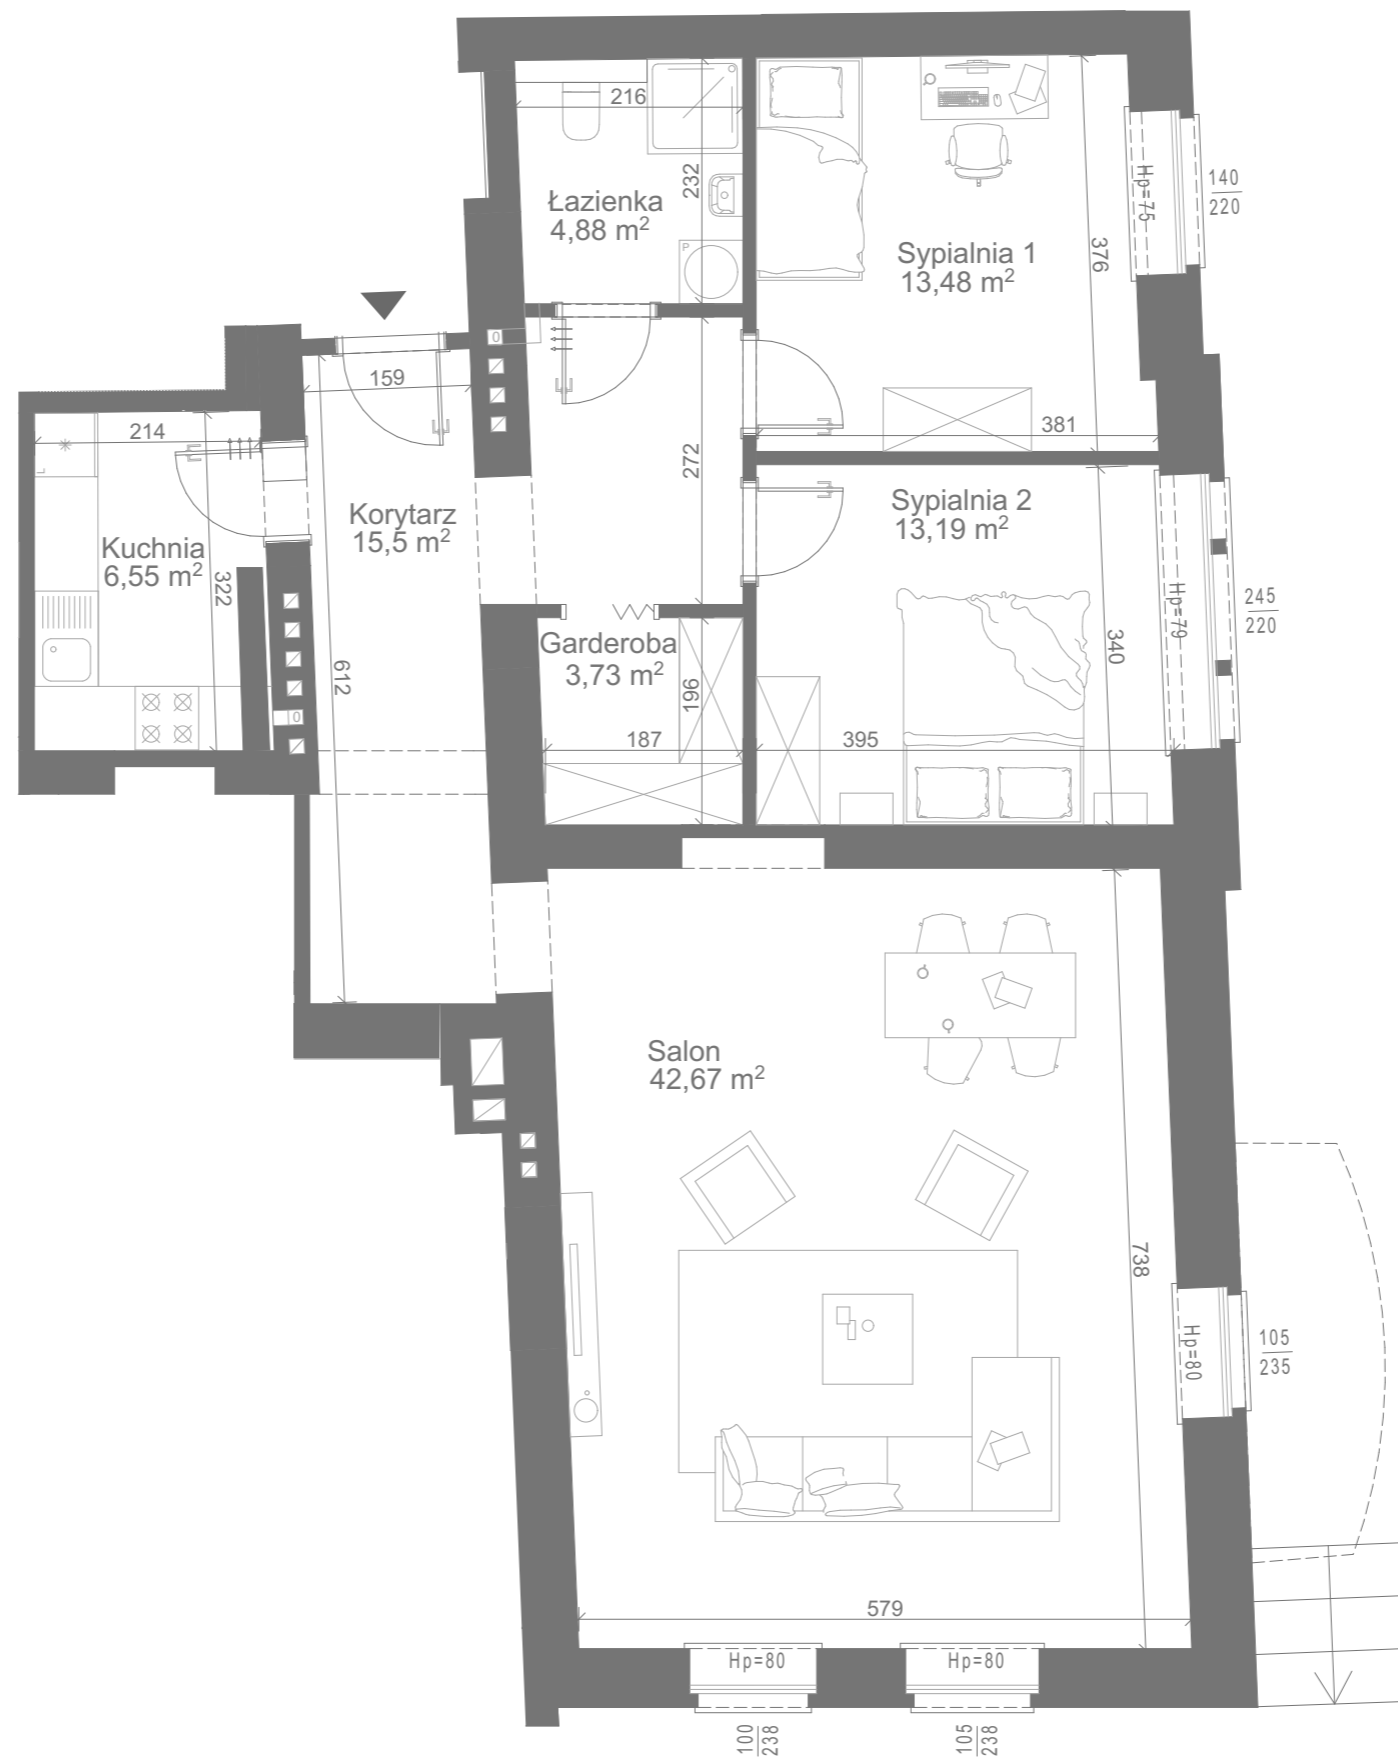 216
232
Łazienka
4,88 m²
P
Sypialnia 1
13,48 m²
376
Hp=75
140
220
159
0
214
381
272
Korytarz
15,5 m²
Kuchnia
6,55 m²
322
Sypialnia 2
13,19 m²
Hp=79
245
220
340
612
Garderoba
3,73 m²
196
187
395
0
Salon
42,67 m²
738
Hp=80
105
235
579
Hp=80
Hp=80
100
238
105
238